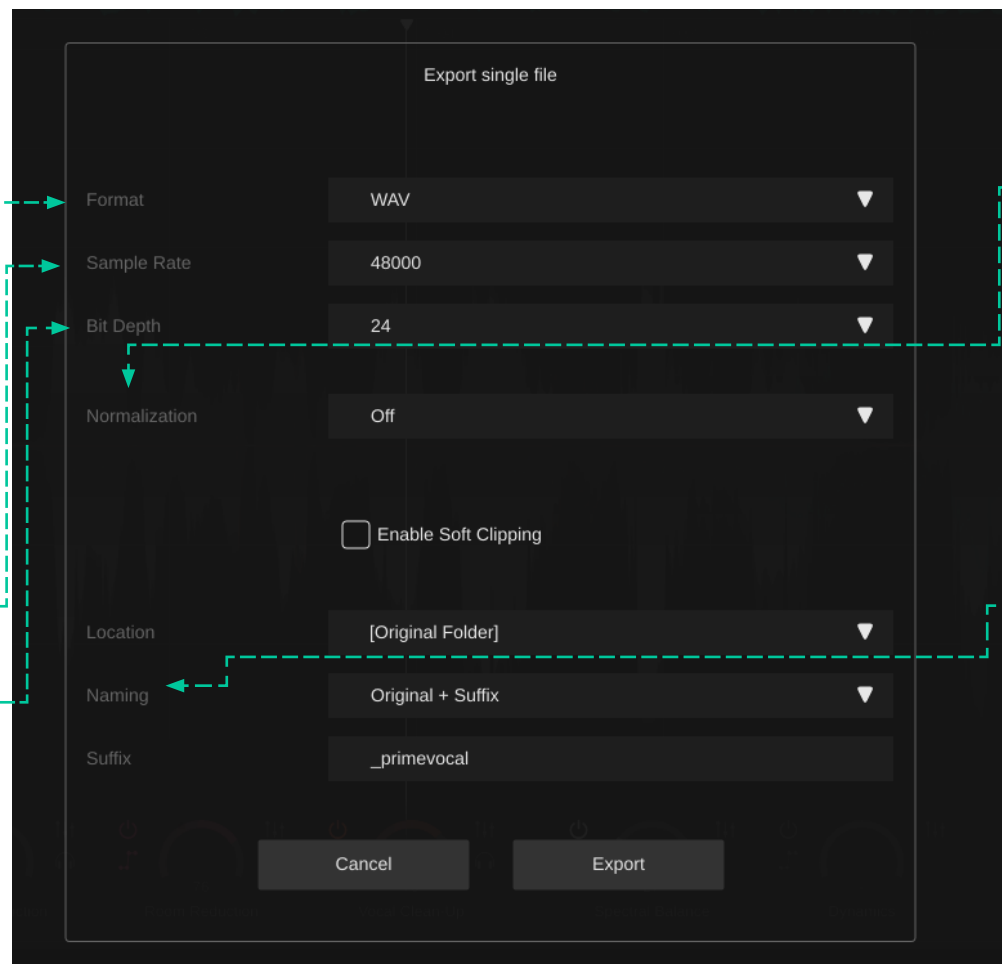 Export single file
Format WAV
Sample Rate 48000
Bit Depth 24
Normalization Off
Enable Soft Clipping
Location [Original Folder]
Naming Original + Suffix
Suffix _primevocal
Cancel Export